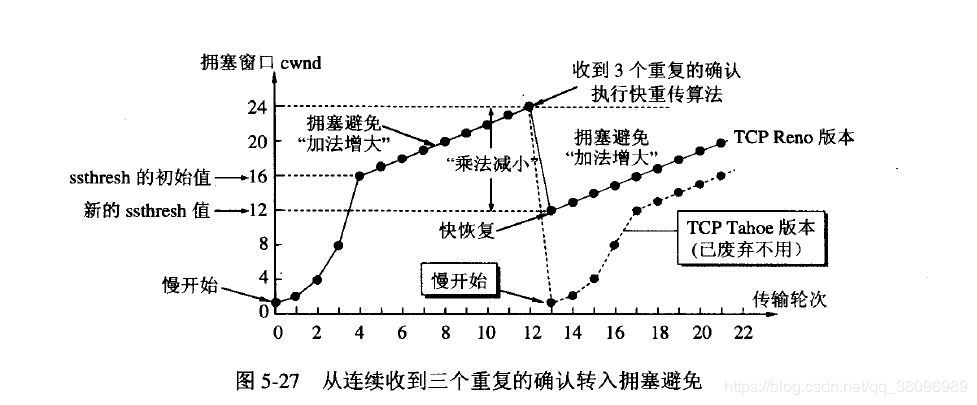 拥塞窗口 cwnd
收到 3 个重复的确认
执行快重传算法
24
20
16
12
8
4
0
拥塞避免
“加法增大”
“乘法减小”
拥塞避免
“加法增大”
TCP Reno 版本
ssthresh 的初始值
新的 ssthresh 值
快恢复
TCP Tahoe 版本
(已废弃不用)
慢开始
慢开始
传输轮次
0 2 4 6 8 10 12 14 16 18 20 22
图 5-27 从连续收到三个重复的确认转入拥塞避免
https://blog.csdn.net/qq_38096989